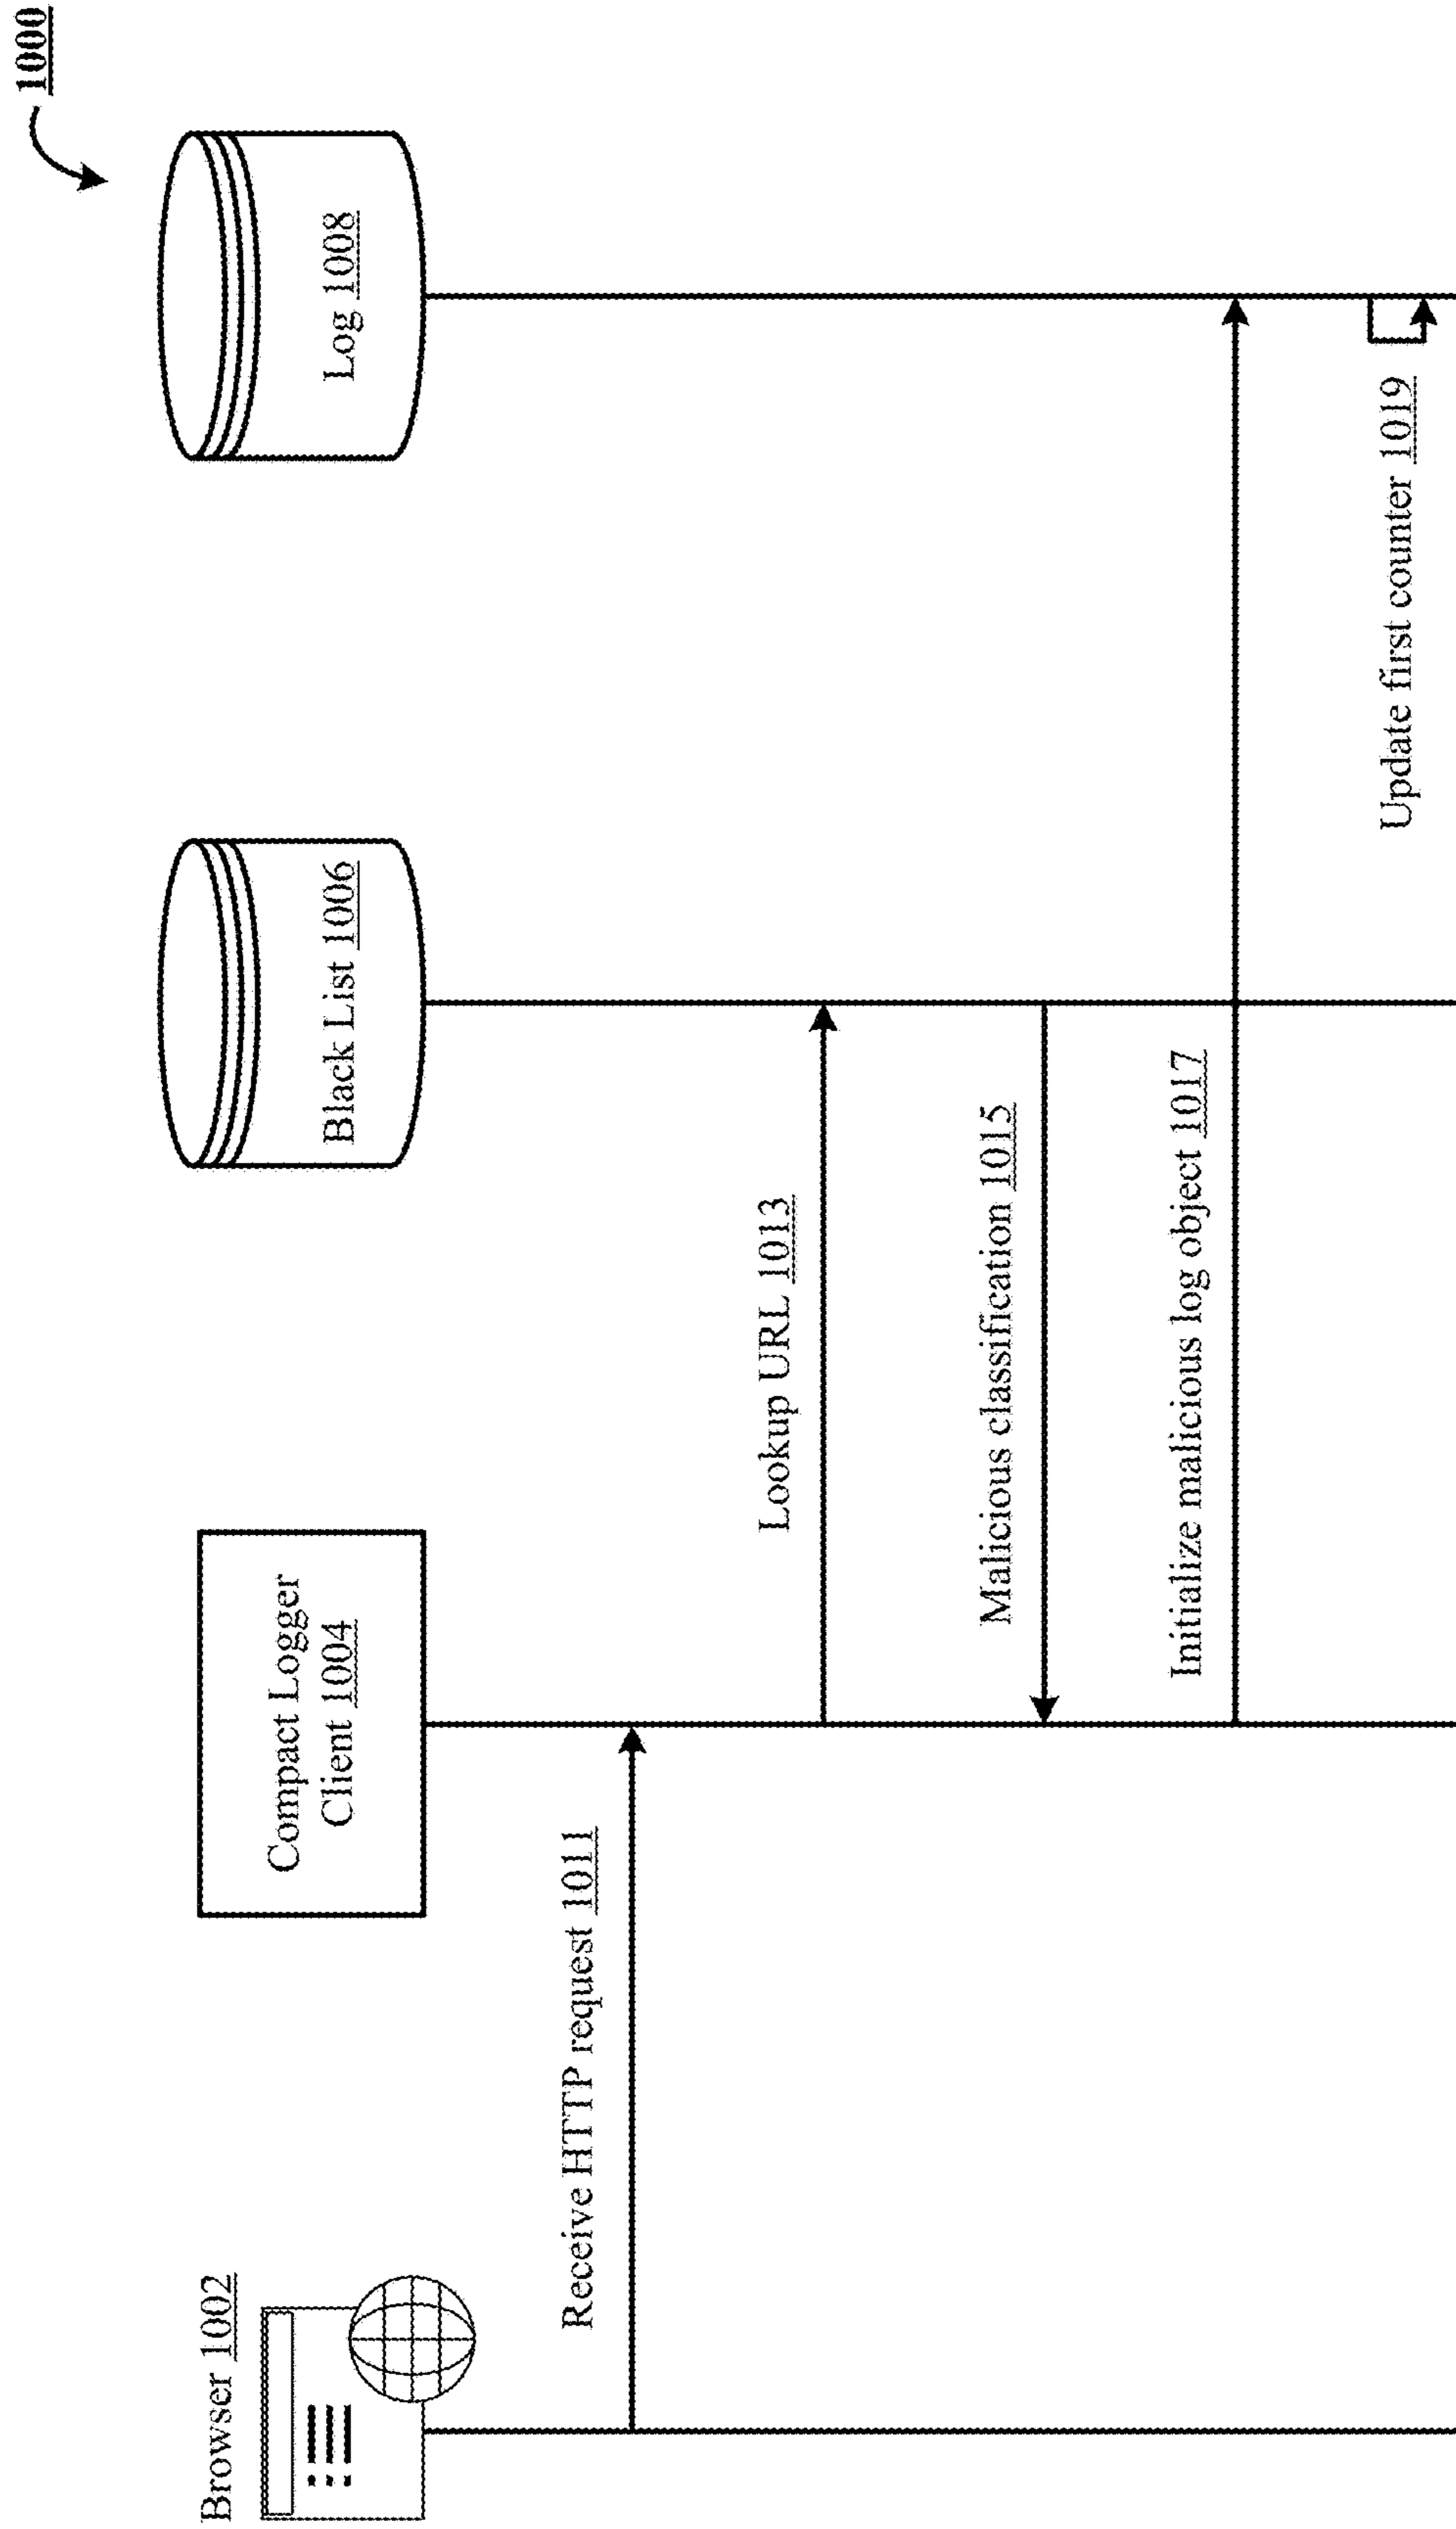 1000
Browser 1002
Compact Logger
Client 1004
Black List 1006
Log 1008
Receive HTTP request 1011
Lookup URL 1013
Malicious classification 1015
Initialize malicious log object 1017
Update first counter 1019